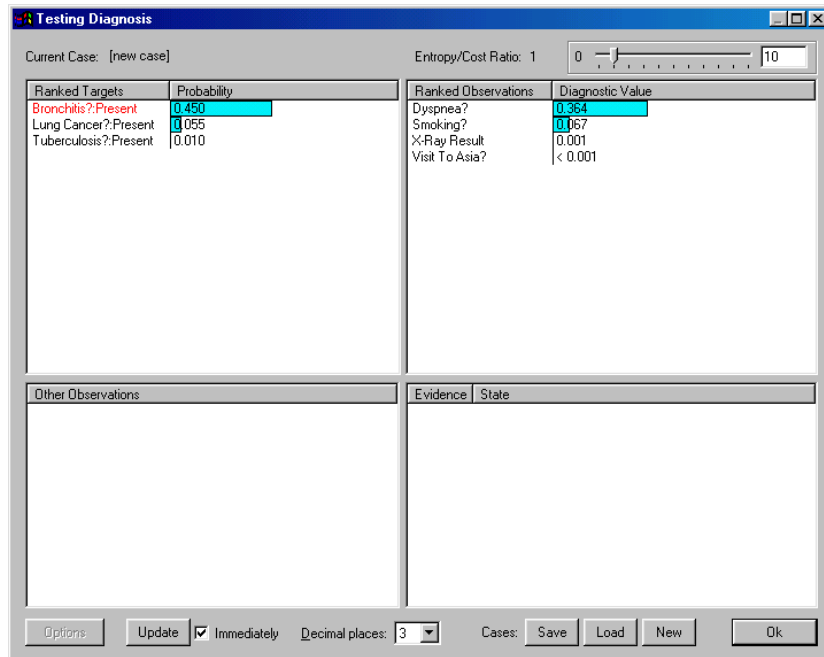 Testing Diagnosis
Current Case: [new case] Entropy/Cost Ratio: 1 0 10
Ranked Targets Probability
Bronchitis?:Present 0.450
Lung Cancer?:Present 0.055
Tuberculosis?:Present 0.010
Ranked Observations Diagnostic Value
Dyspnea? 0.364
Smoking? 0.067
X-Ray Result 0.001
Visit To Asia? < 0.001
Other Observations
Evidence State
Options Update Immediately Decimal places: 3 Cases: Save Load New Ok